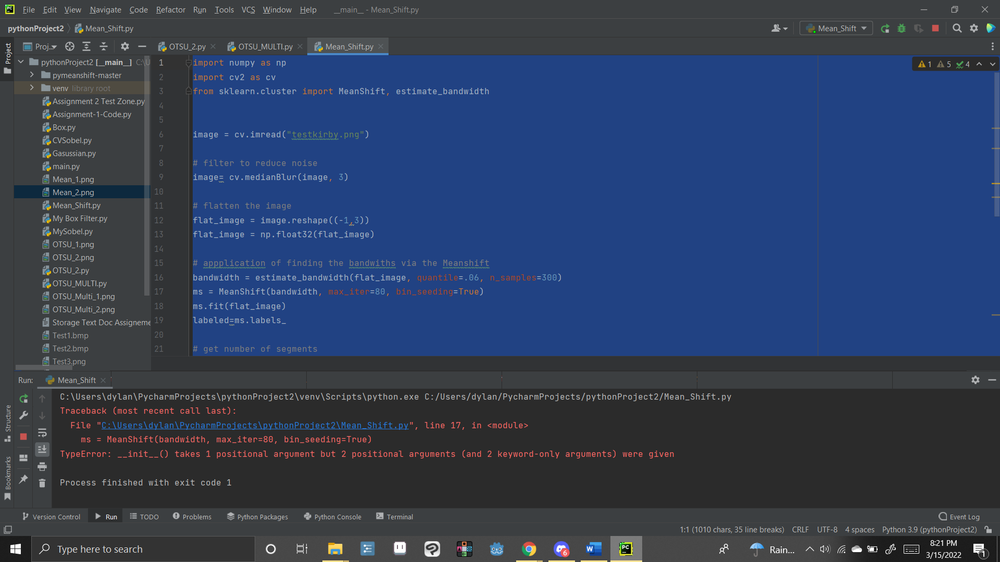 File Edit View Navigate Code Refactor Run Tools VCS Window Help __main__ - Mean_Shift.py
pythonProject2 Mean_Shift.py Mean_Shift
Proj... OTSU_2.py OTSU_MULTI.py Mean_Shift.py
Project
pythonProject2 [__main__] C:\U
pymeanshift-master
venv library root
Assignment 2 Test Zone.py
Assignment-1-Code.py
Box.py
CVSobel.py
Gasussian.py
main.py
Mean_1.png
Mean_2.png
Mean_Shift.py
My Box Filter.py
MySobel.py
OTSU_1.png
OTSU_2.png
OTSU_2.py
OTSU_MULTI.py
OTSU_Multi_1.png
OTSU_Multi_2.png
Storage Text Doc Assigneme
Test1.bmp
Test2.bmp
Test3.png
1 import numpy as np
2 import cv2 as cv
3 from sklearn.cluster import MeanShift, estimate_bandwidth
4
5
6 image = cv.imread("testkirby.png")
7
8 # filter to reduce noise
9 image= cv.medianBlur(image, 3)
10
11 # flatten the image
12 flat_image = image.reshape((-1,3))
13 flat_image = np.float32(flat_image)
14
15 # appplication of finding the bandwiths via the Meanshift
16 bandwidth = estimate_bandwidth(flat_image, quantile=.06, n_samples=300)
17 ms = MeanShift(bandwidth, max_iter=80, bin_seeding=True)
18 ms.fit(flat_image)
19 labeled=ms.labels_
20
21 # get number of segments
1 5 4
Run: Mean_Shift
C:\Users\dylan\PycharmProjects\pythonProject2\venv\Scripts\python.exe C:/Users/dylan/PycharmProjects/pythonProject2/Mean_Shift.py
Traceback (most recent call last):
File "C:\Users\dylan\PycharmProjects\pythonProject2\Mean_Shift.py", line 17, in <module>
ms = MeanShift(bandwidth, max_iter=80, bin_seeding=True)
TypeError: __init__() takes 1 positional argument but 2 positional arguments (and 2 keyword-only arguments) were given
Process finished with exit code 1
Structure
Bookmarks
Version Control Run TODO Problems Python Packages Python Console Terminal Event Log
1:1 (1010 chars, 35 line breaks) CRLF UTF-8 4 spaces Python 3.9 (pythonProject2)
Type here to search
W
PC
6
Rain...
8:21 PM
3/15/2022
1